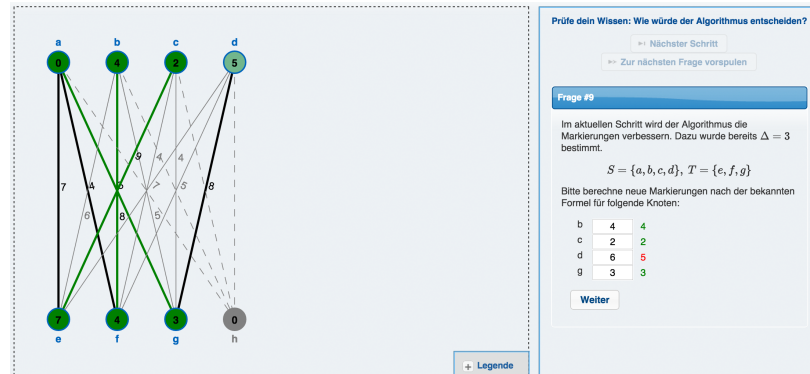 a b c d
0 4 2 5
9 4 4
7 4 6 7 5 8
6 8 5
7 4 3 0
e f g h
+ Legende
Prüfe dein Wissen: Wie würde der Algorithmus entscheiden?
Nächster Schritt
Zur nächsten Frage vorspulen
Frage #9
Im aktuellen Schritt wird der Algorithmus die
Markierungen verbessern. Dazu wurde bereits Δ = 3
bestimmt.
S = {a, b, c, d}, T = {e, f, g}
Bitte berechne neue Markierungen nach der bekannten
Formel für folgende Knoten:
b 4 4
c 2 2
d 6 5
g 3 3
Weiter